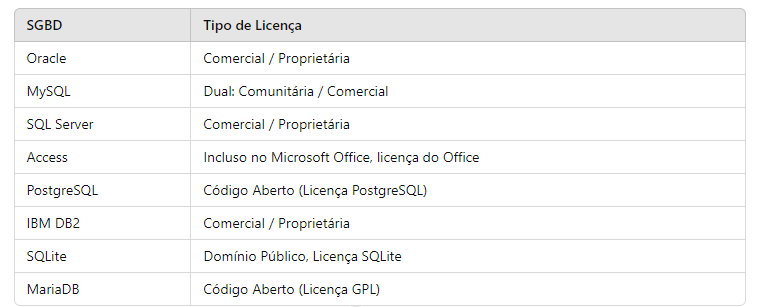 SGBD Tipo de Licença
Oracle Comercial / Proprietária
MySQL Dual: Comunitária / Comercial
SQL Server Comercial / Proprietária
Access Incluso no Microsoft Office, licença do Office
PostgreSQL Código Aberto (Licença PostgreSQL)
IBM DB2 Comercial / Proprietária
SQLite Domínio Público, Licença SQLite
MariaDB Código Aberto (Licença GPL)